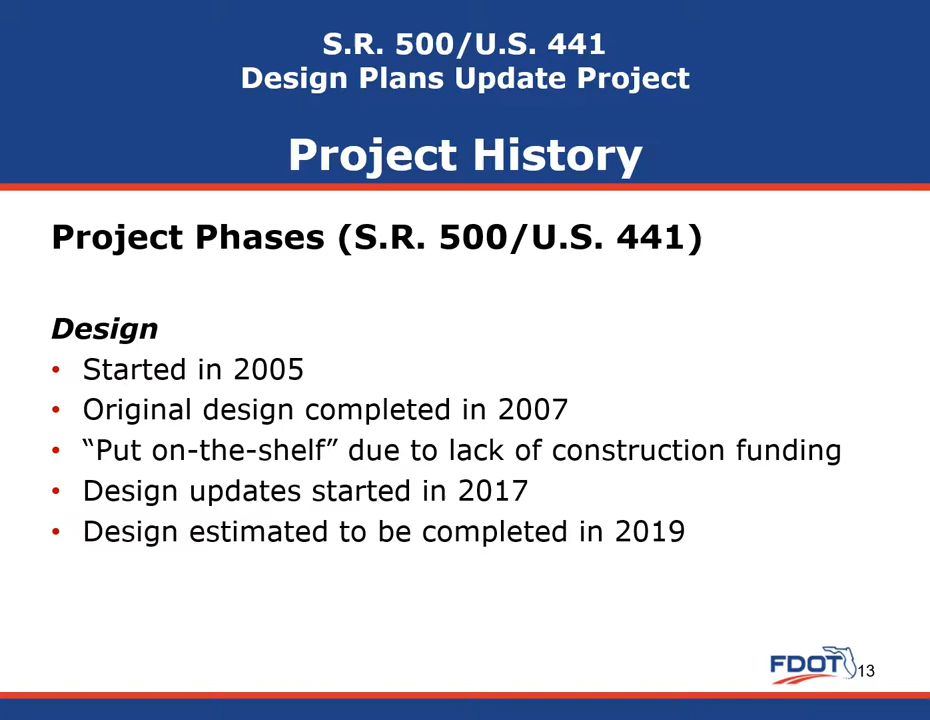 S.R. 500/U.S. 441
Design Plans Update Project
Project History
Project Phases (S.R. 500/U.S. 441)
Design
• Started in 2005
• Original design completed in 2007
• “Put on-the-shelf” due to lack of construction funding
• Design updates started in 2017
• Design estimated to be completed in 2019
FDOT
13